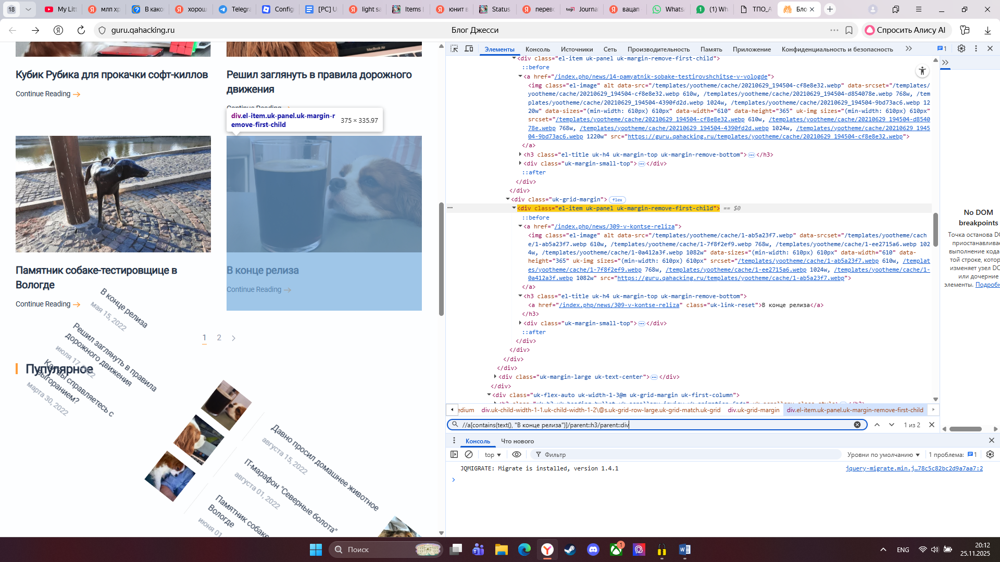 18
My Litt
млп хр
В како
хорош
Telegra
Config
[PC] U
light sa
Items
юнит в
Status
перево
Journa
вацап
Whats
(1) Wh
ТПО_А
Бло
guru.qahacking.ru
Блог Джесси
Спросить Алису AI
Кубик Рубика для прокачки софт-киллов
Continue Reading
MacBook Air
Решил заглянуть в правила дорожного
движения
div.el-item.uk-panel.uk-margin-r
emove-first-child
375 × 335.97
Памятник собаке-тестировщице в
Вологде
Continue Reading
В конце релиза
Continue Reading
1 2
Пупулярное
В конце релиза
мая 15, 2022
Решил заглянуть в правила
дорожного движения
июля 17, 2022
Как вы справляетесь с
выгоранием?
марта 30, 2022
Давно просил домашнее животное
августа 15, 2022
IT-марафон "Северные болота"
августа 01, 2022
Памятник собаке
Вологде
июня 01
Элементы Консоль Источники Сеть Производительность Память Приложение Конфиденциальность и безопасность
1
<div class="el-item uk-panel uk-margin-remove-first-child">
::before
<a href="/index.php/news/14-pamyatnik-sobake-testirovshchitse-v-vologde">
<img class="el-image" alt data-src="/templates/yootheme/cache/20210629_194504-cf8e8e32.webp" data-srcset="/templates/
yootheme/cache/20210629_194504-cf8e8e32.webp 610w, /templates/yootheme/cache/20210629_194504-d854078e.webp 768w, /tem
plates/yootheme/cache/20210629_194504-4390fd2d.webp 1024w, /templates/yootheme/cache/20210629_194504-9bd73ac6.webp 12
20w" data-sizes="(min-width: 610px) 610px" data-width="610" data-height="365" uk-img sizes="(min-width: 610px) 610px"
srcset="/templates/yootheme/cache/20210629_194504-cf8e8e32.webp 610w, /templates/yootheme/cache/20210629_194504-d8540
78e.webp 768w, /templates/yootheme/cache/20210629_194504-4390fd2d.webp 1024w, /templates/yootheme/cache/20210629_1945
04-9bd73ac6.webp 1220w" src="https://guru.qahacking.ru/templates/yootheme/cache/20210629_194504-cf8e8e32.webp">
</a>
<h3 class="el-title uk-h4 uk-margin-top uk-margin-remove-bottom">…</h3>
<div class="uk-margin-small-top">…</div>
::after
</div>
</div>
<div class="uk-grid-margin"> flex
<div class="el-item uk-panel uk-margin-remove-first-child"> == $0
::before
<a href="/index.php/news/309-v-kontse-reliza">
<img class="el-image" alt data-src="/templates/yootheme/cache/1-ab5a23f7.webp" data-srcset="/templates/yootheme/cach
e/1-ab5a23f7.webp 610w, /templates/yootheme/cache/1-7f8f2ef9.webp 768w, /templates/yootheme/cache/1-ee2715a6.webp 102
4w, /templates/yootheme/cache/1-0a412a3f.webp 1082w" data-sizes="(min-width: 610px) 610px" data-width="610" data-
height="365" uk-img sizes="(min-width: 610px) 610px" srcset="/templates/yootheme/cache/1-ab5a23f7.webp 610w, /templat
es/yootheme/cache/1-7f8f2ef9.webp 768w, /templates/yootheme/cache/1-ee2715a6.webp 1024w, /templates/yootheme/cache/1-
0a412a3f.webp 1082w" src="https://guru.qahacking.ru/templates/yootheme/cache/1-ab5a23f7.webp">
</a>
<h3 class="el-title uk-h4 uk-margin-top uk-margin-remove-bottom">
<a href="/index.php/news/309-v-kontse-reliza" class="uk-link-reset">В конце релиза</a>
</h3>
<div class="uk-margin-small-top">…</div>
::after
</div>
</div>
</div>
</div>
<div class="uk-margin-large uk-text-center">…</div>
</div>
<div class="uk-flex-auto uk-width-1-3@m uk-grid-margin uk-first-column">
edium div.uk-child-width-1-1.uk-child-width-1-2\@s.uk-grid-row-large.uk-grid-match.uk-grid div.uk-grid-margin div.el-item.uk-panel.uk-margin-remove-first-child
//a[contains(text(), "В конце релиза")]/parent::h3/parent::div
1 из 2
No DOM
breakpoints
Точка останова DO
приостанавливае
выполнение кода
той строке, котор
изменяет узел DO
или дочерние
элементы. Подробн
Консоль Что нового
top
Фильтр
Уровни по умолчанию
1 проблема: 1
JQMIGRATE: Migrate is installed, version 1.4.1
jquery-migrate.min.j…78c5c82bc2d9a7aa7:2
Поиск
1
ENG
20:12
25.11.2025